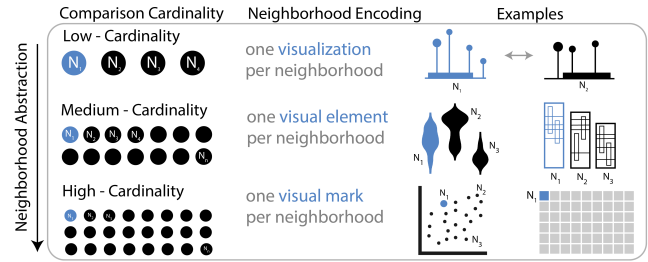 Comparison Cardinality Neighborhood Encoding Examples
Neighborhood Abstraction
Low - Cardinality
N1 N2 N3 N4
one visualization
per neighborhood
N1 N2
Medium - Cardinality
N1 N2 N3 N4
Nn
one visual element
per neighborhood
N1 N2 N3
N1 N2 N3
High - Cardinality
N1 N2 N3
Nn
one visual mark
per neighborhood
N1 N2
N3
N1